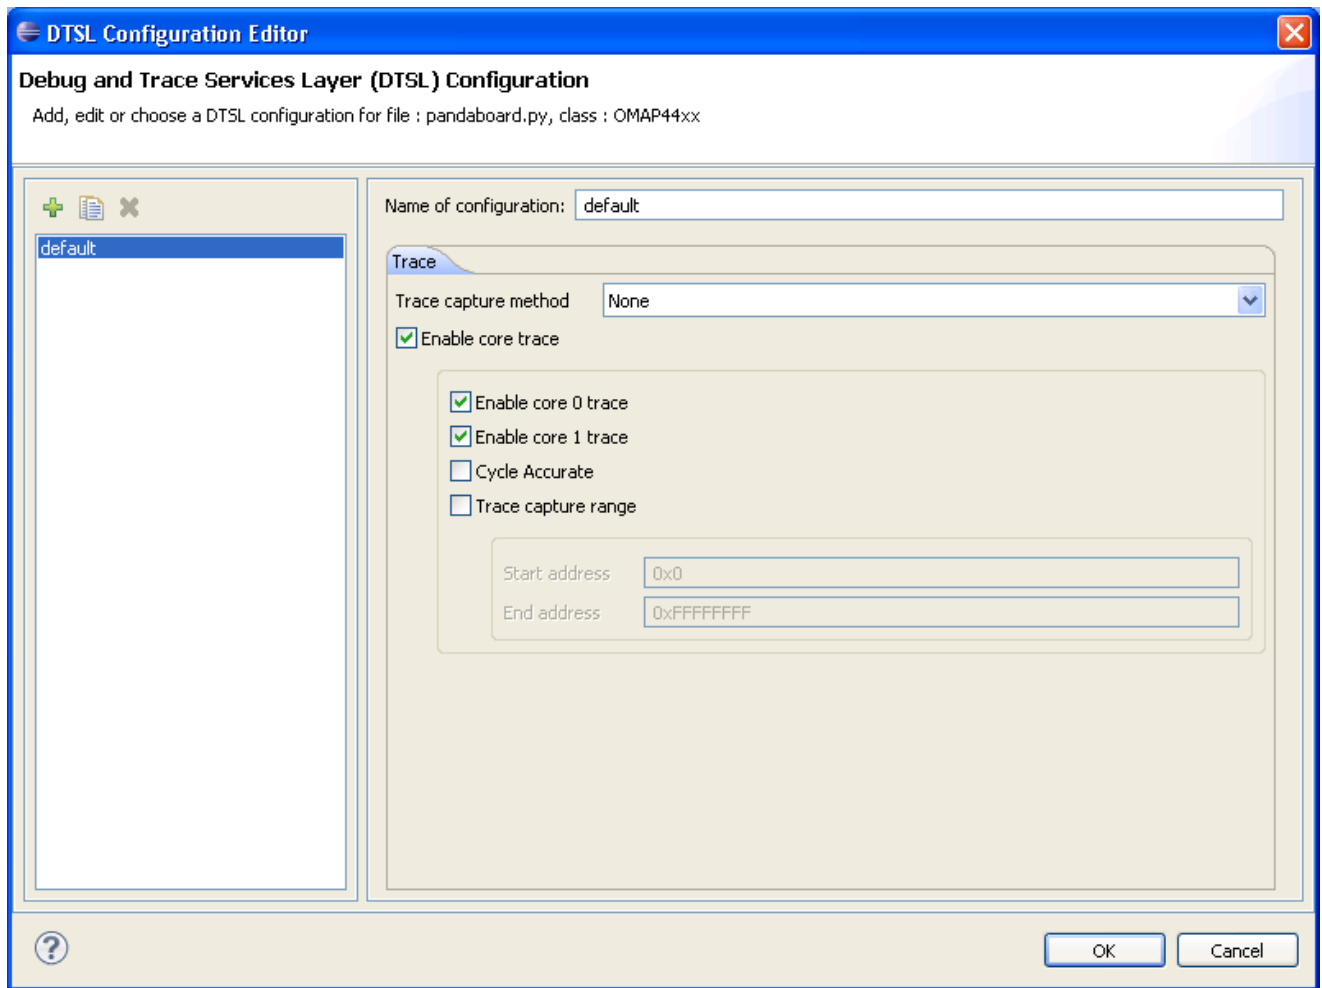 DTSL Configuration Editor
Debug and Trace Services Layer (DTSL) Configuration
Add, edit or choose a DTSL configuration for file : pandaboard.py, class : OMAP44xx
default
Name of configuration: default
Trace
Trace capture method None
Enable core trace
Enable core 0 trace
Enable core 1 trace
Cycle Accurate
Trace capture range
Start address 0x0
End address 0xFFFFFFFF
OK Cancel